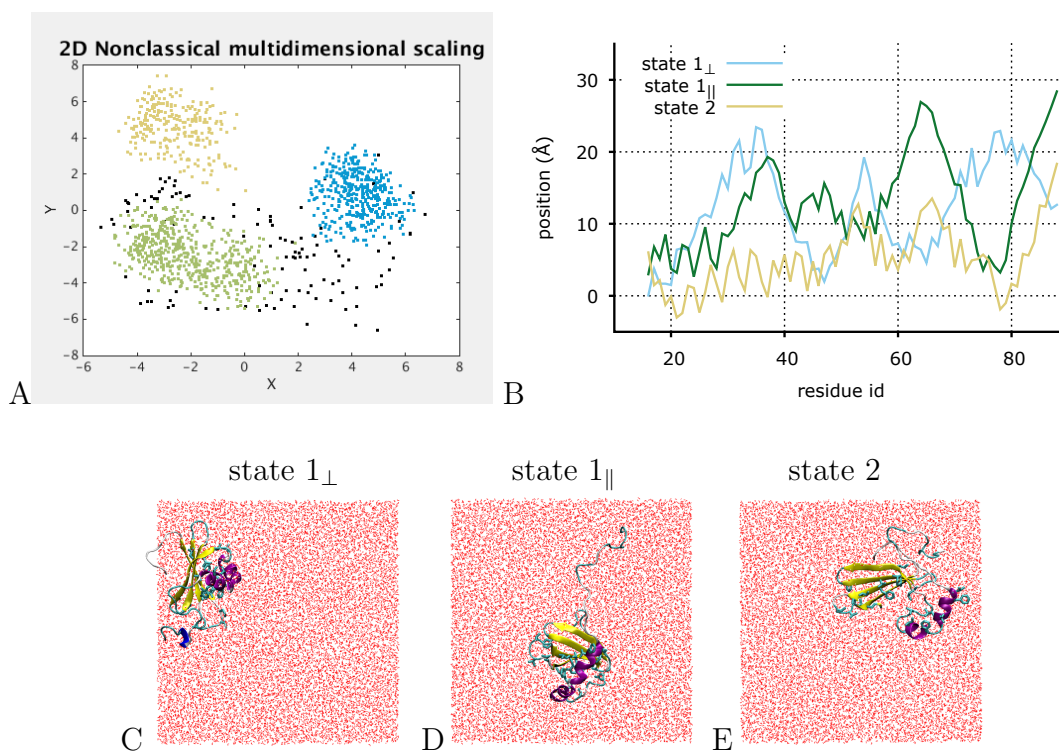 2D Nonclassical multidimensional scaling
8
6
4
2
0
−2
−4
−6
−8
Y
−6 −4 −2 0 2 4 6 8
X
A
state 1⊥
state 1∥
state 2
30
20
10
0
position (Å)
20 40 60 80
residue id
B
state 1⊥ state 1∥ state 2
C D E